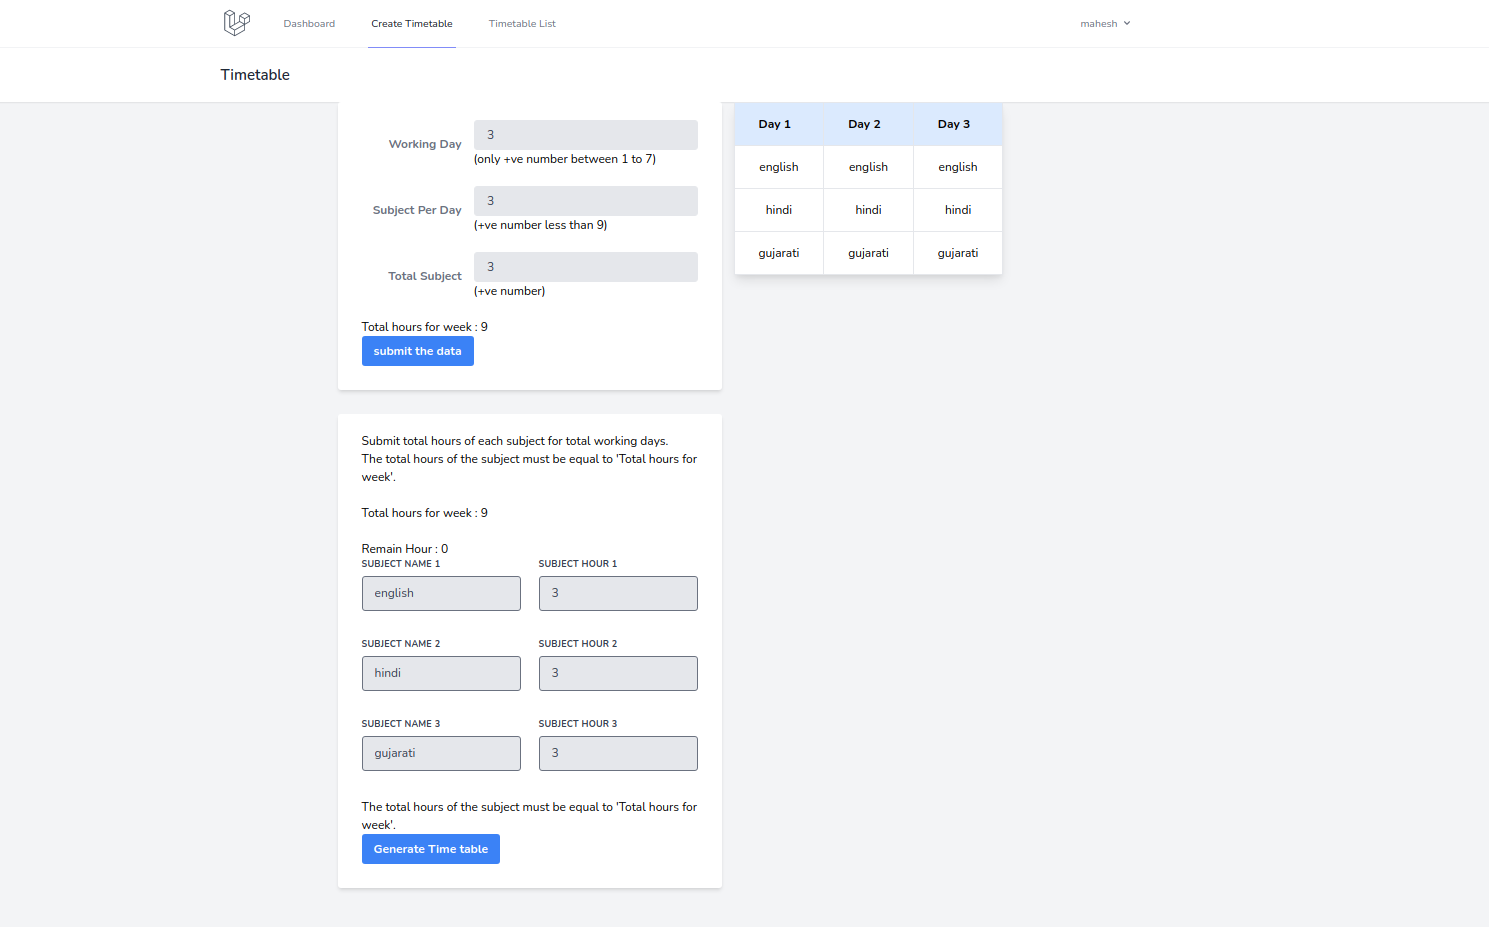 Dashboard Create Timetable Timetable List mahesh
Timetable
Working Day 3
(only +ve number between 1 to 7)
Subject Per Day 3
(+ve number less than 9)
Total Subject 3
(+ve number)
Total hours for week : 9
submit the data
Day 1 Day 2 Day 3
english english english
hindi hindi hindi
gujarati gujarati gujarati
Submit total hours of each subject for total working days.
The total hours of the subject must be equal to 'Total hours for
week'.
Total hours for week : 9
Remain Hour : 0
SUBJECT NAME 1 SUBJECT HOUR 1
english 3
SUBJECT NAME 2 SUBJECT HOUR 2
hindi 3
SUBJECT NAME 3 SUBJECT HOUR 3
gujarati 3
The total hours of the subject must be equal to 'Total hours for
week'.
Generate Time table